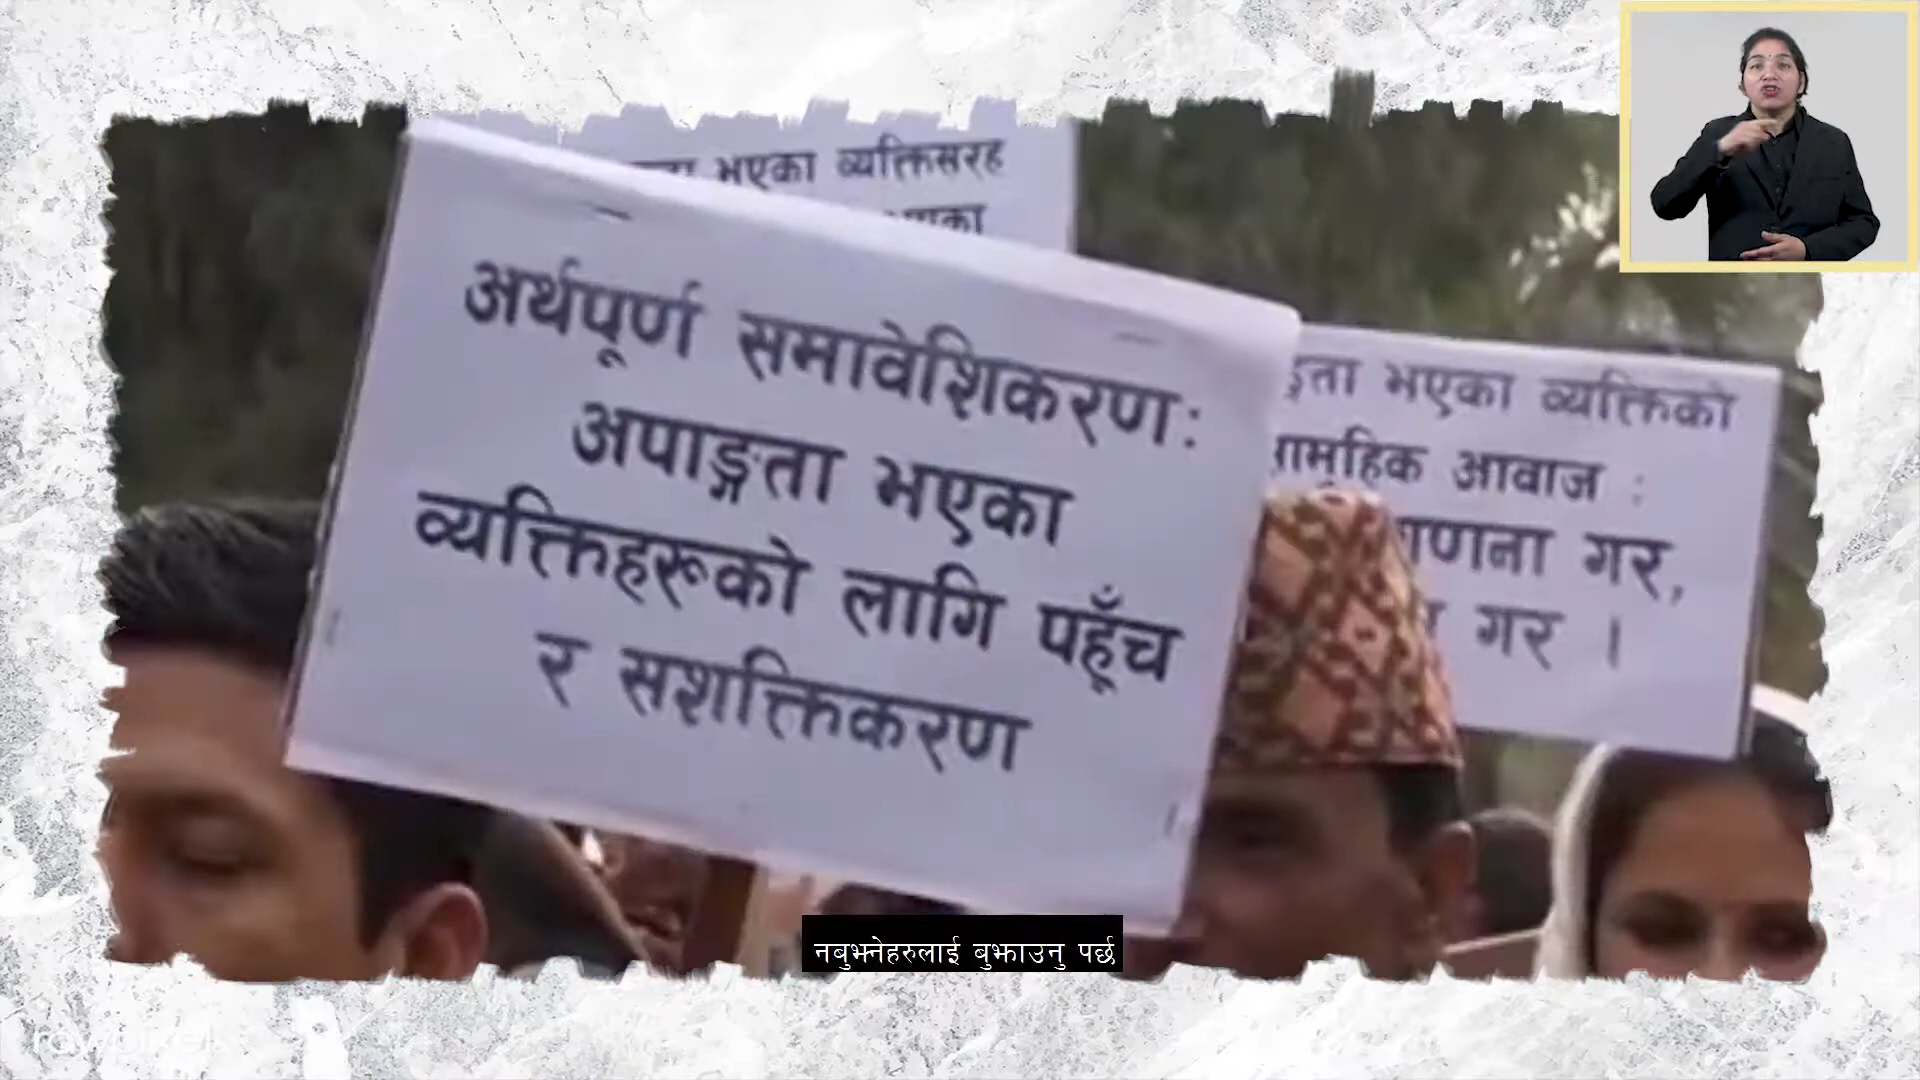 भएका व्यक्तिसरह
अर्थपूर्ण समावेशिकरण:
अपाङ्गता भएका
व्यक्तिहरूको लागि पहूँच
र सशक्तिकरण
भएका व्यक्तिको
आवाज :
गर,
गर ।
नबुझ्नेहरुलाई बुझाउनु पर्छ
rawpixel